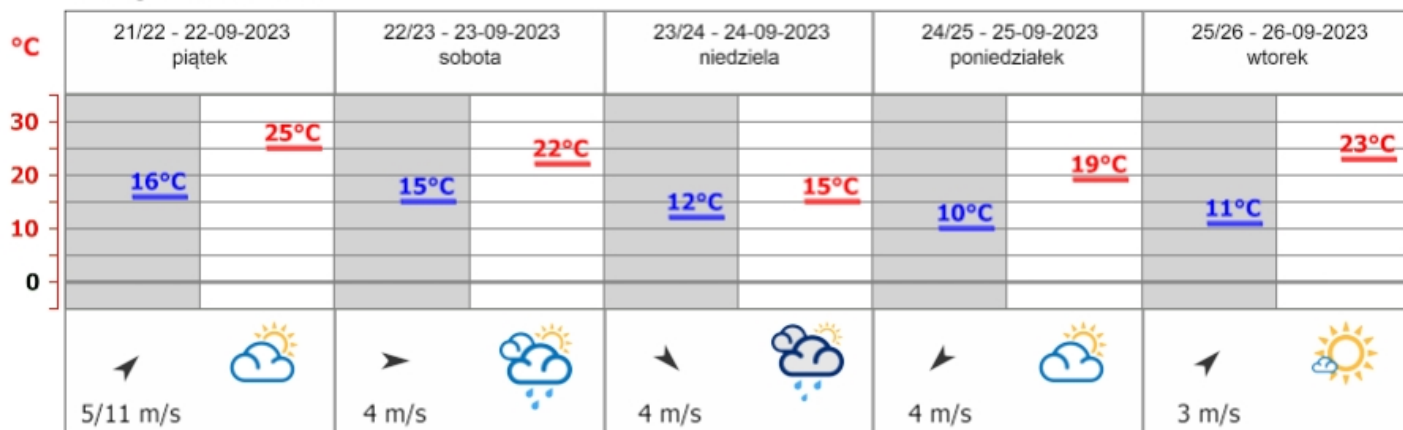 21/22 - 22-09-2023
piątek
22/23 - 23-09-2023
sobota
23/24 - 24-09-2023
niedziela
24/25 - 25-09-2023
poniedziałek
25/26 - 26-09-2023
wtorek
°C
30
20
10
0
16°C
25°C
15°C
22°C
12°C
15°C
10°C
19°C
11°C
23°C
5/11 m/s
4 m/s
4 m/s
4 m/s
3 m/s